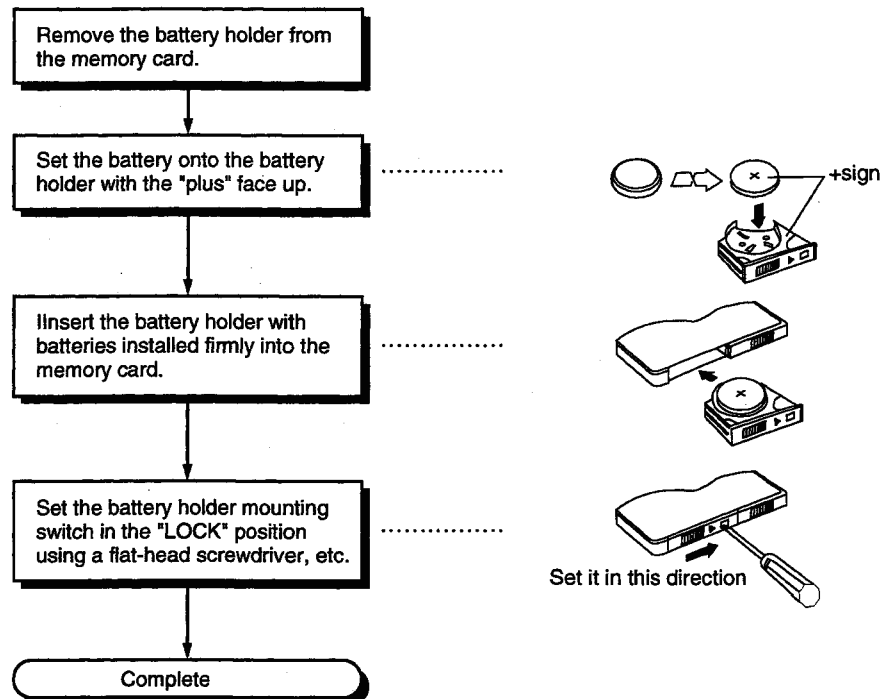 Remove the battery holder from
the memory card.
Set the battery onto the battery
holder with the "plus" face up.
+sign
IInsert the battery holder with
batteries installed firmly into the
memory card.
Set the battery holder mounting
switch in the "LOCK" position
using a flat-head screwdriver, etc.
Set it in this direction
Complete